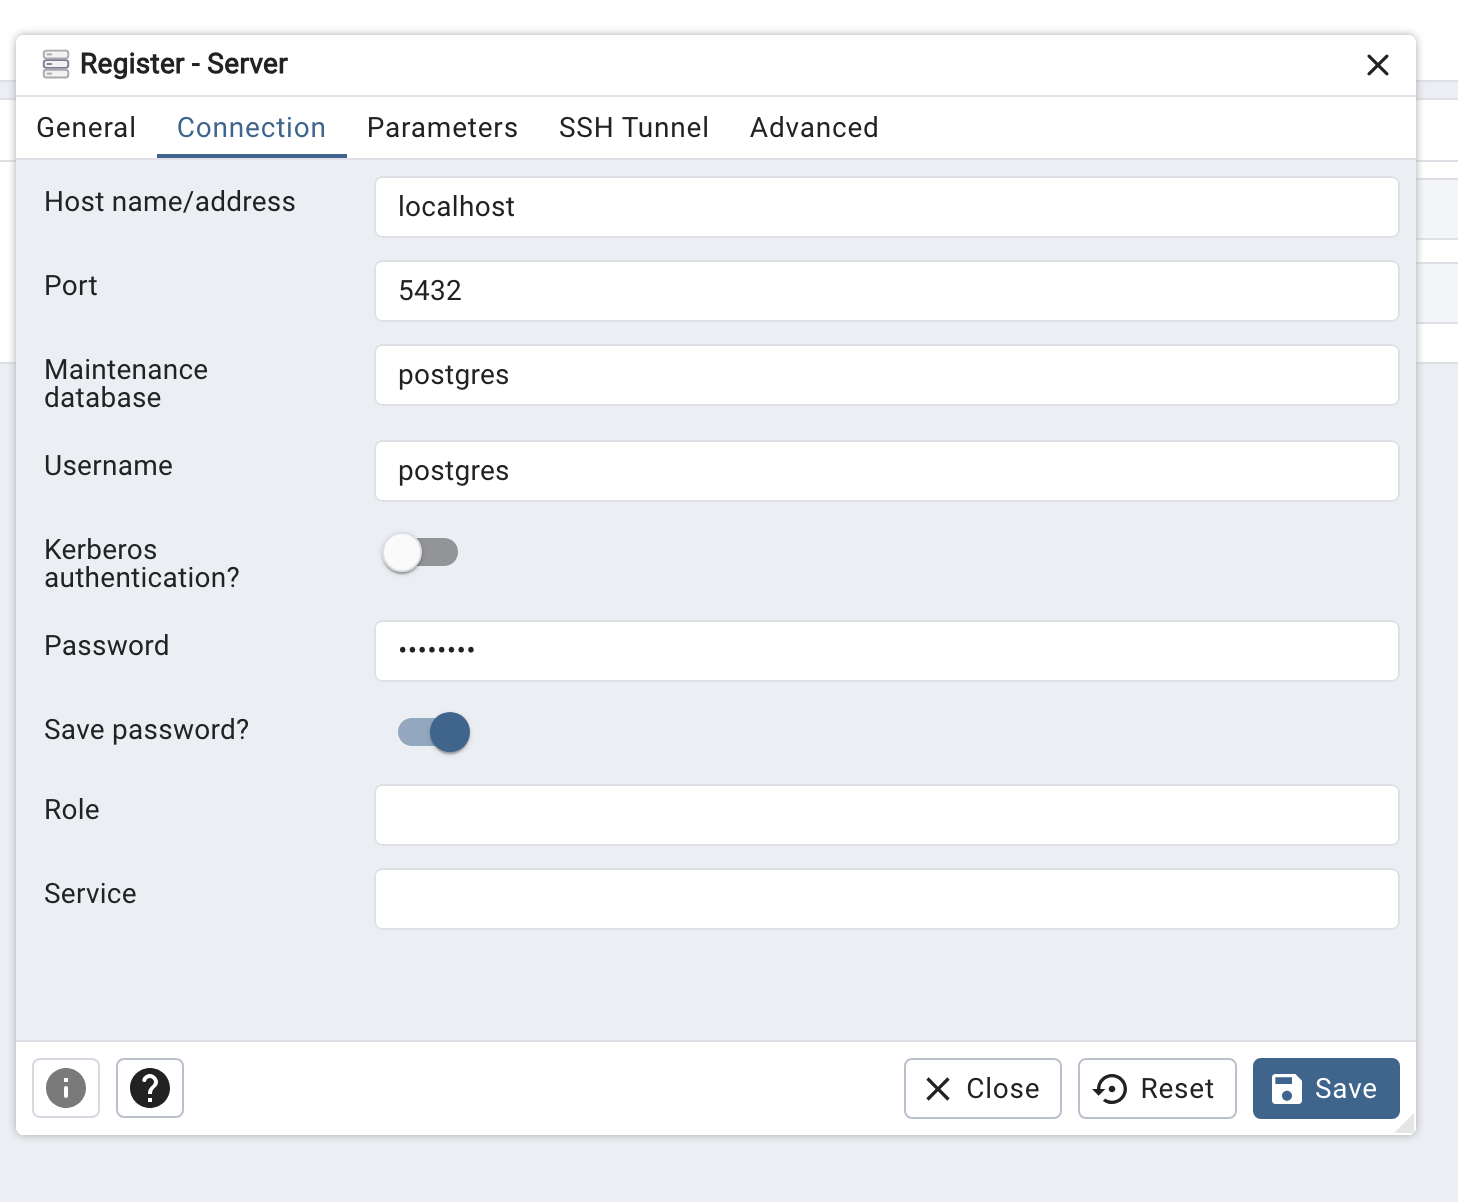 Register - Server
General Connection Parameters SSH Tunnel Advanced
Host name/address localhost
Port 5432
Maintenance
database postgres
Username postgres
Kerberos
authentication?
Password ••••••••
Save password?
Role
Service
Close Reset Save